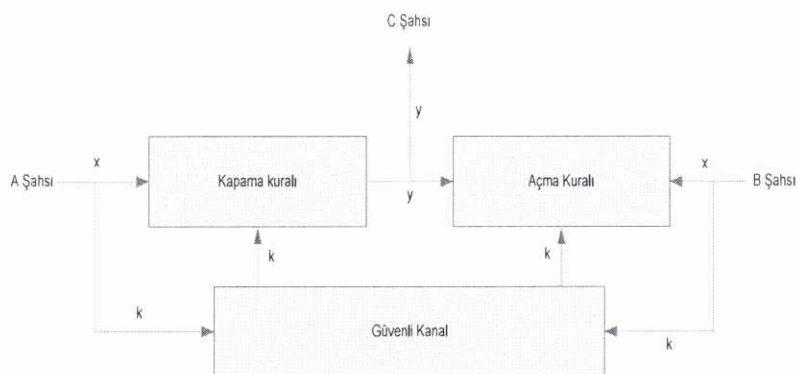 C Şahsı
y
A Şahsı
x
Kapama kuralı
y
Açma Kuralı
x
B Şahsı
k
k
k
Güvenli Kanal
k